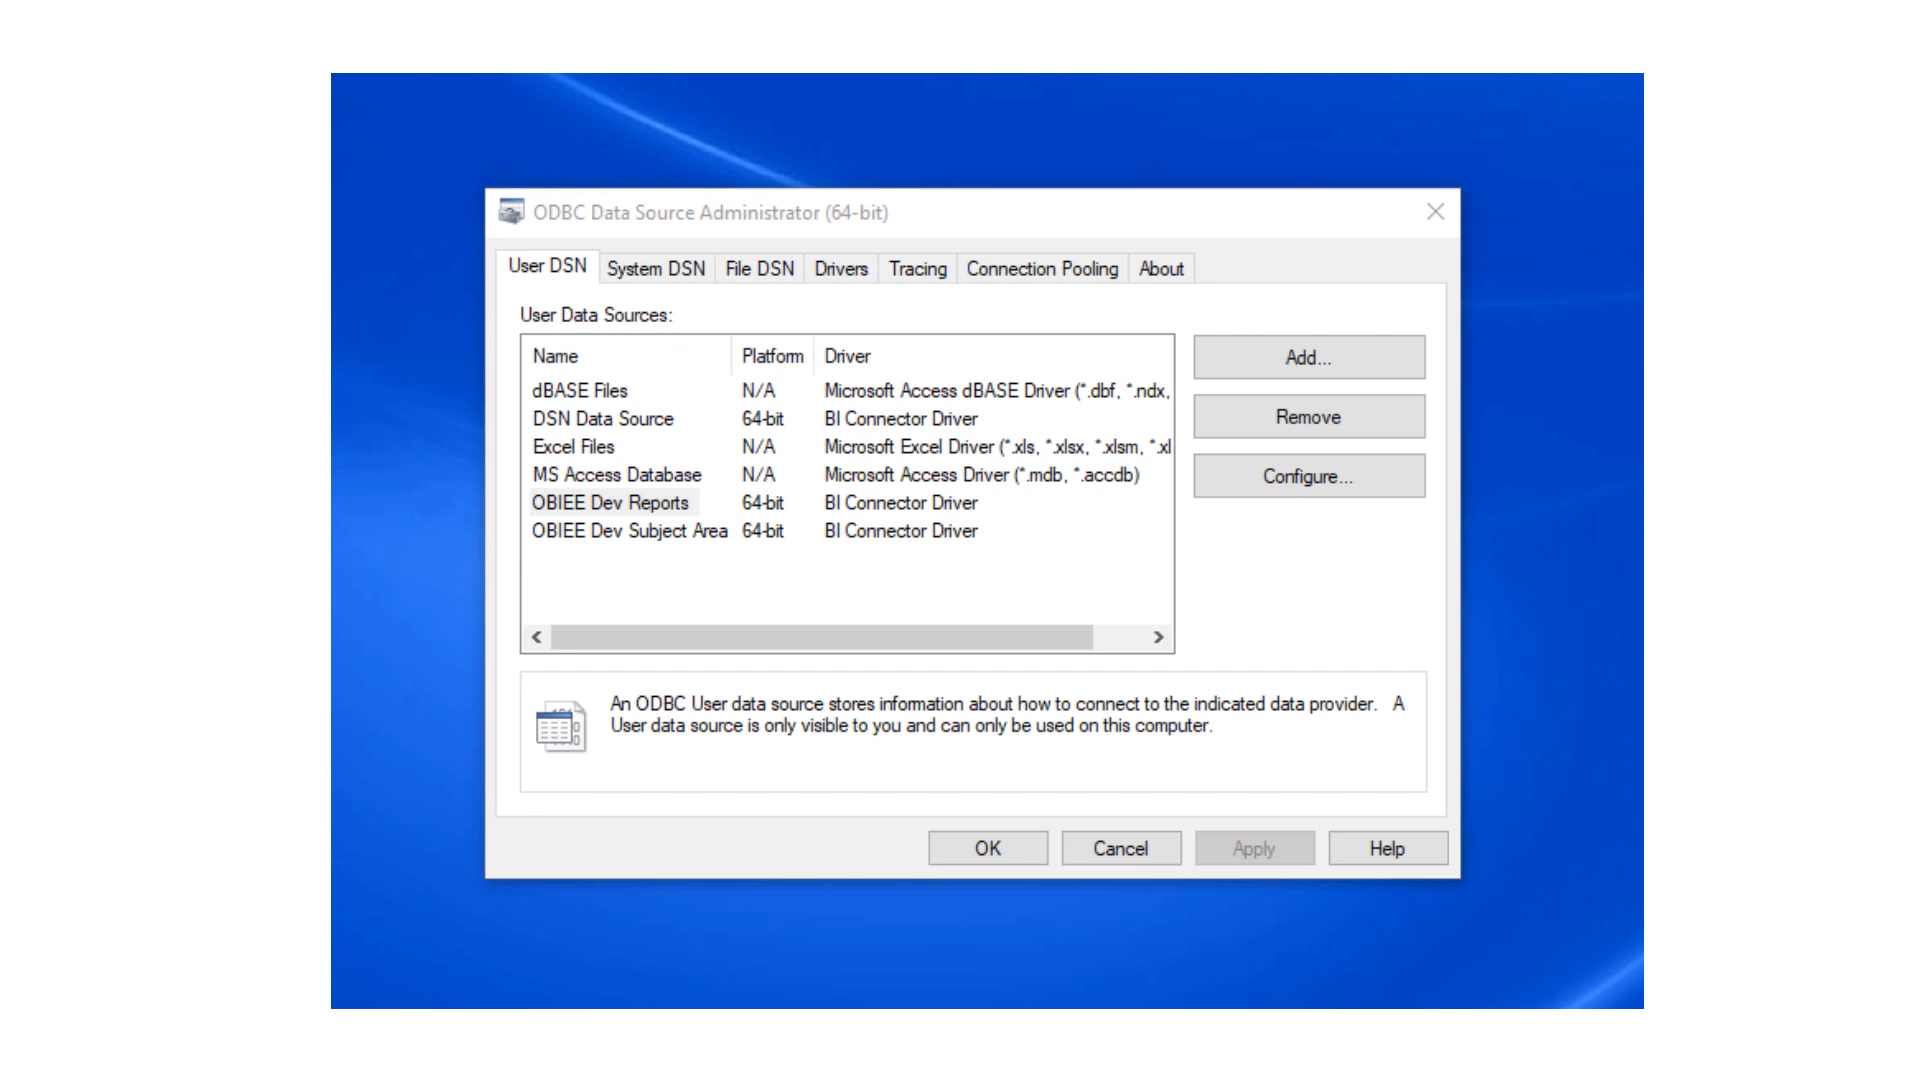 ODBC Data Source Administrator (64-bit)
User DSN System DSN File DSN Drivers Tracing Connection Pooling About
User Data Sources:
Name Platform Driver
dBASE Files N/A Microsoft Access dBASE Driver (*.dbf, *.ndx,
DSN Data Source 64-bit BI Connector Driver
Excel Files N/A Microsoft Excel Driver (*.xls, *.xlsx, *.xlsm, *.xl
MS Access Database N/A Microsoft Access Driver (*.mdb, *.accdb)
OBIEE Dev Reports 64-bit BI Connector Driver
OBIEE Dev Subject Area 64-bit BI Connector Driver
Add...
Remove
Configure...
An ODBC User data source stores information about how to connect to the indicated data provider. A
User data source is only visible to you and can only be used on this computer.
OK Cancel Apply Help